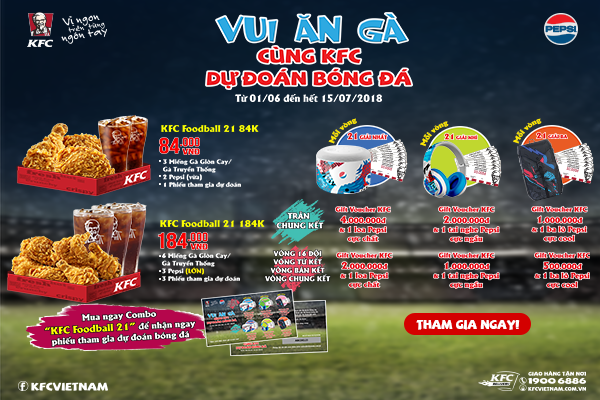 KFC
Vị ngon
trên từng
ngón tay
VUI ĂN GÀ
CÙNG KFC
DỰ ĐOÁN BÓNG ĐÁ
Từ 01/06 đến hết 15/07/2018
PEPSI
KFC Foodball 21 84K
84.000
VNĐ
• 3 Miếng Gà Giòn Cay/
Gà Truyền Thống
• 2 Pepsi (vừa)
• 1 Phiếu tham gia dự đoán
KFC
KFC Foodball 21 184K
184.000
VNĐ
• 6 Miếng Gà Giòn Cay/
Gà Truyền Thống
• 3 Pepsi (LON)
• 3 Phiếu tham gia dự đoán
KFC
Mỗi vòng
21 GIẢI NHẤT
Mỗi vòng
21 GIẢI NHÌ
Mỗi vòng
21 GIẢI BA
TRẬN
CHUNG KẾT
Gift Voucher KFC
4.000.000đ
& 1 loa Pepsi
cực chất
Gift Voucher KFC
2.000.000đ
& 1 tai nghe Pepsi
cực ngầu
Gift Voucher KFC
1.000.000đ
& 1 ba lô Pepsi
cực cool
VÒNG 16 ĐỘI
VÒNG TỨ KẾT
VÒNG BÁN KẾT
VÒNG CHUNG KẾT
Gift Voucher KFC
2.000.000đ
& 1 loa Pepsi
cực chất
Gift Voucher KFC
1.000.000đ
& 1 tai nghe Pepsi
cực ngầu
Gift Voucher KFC
500.000đ
& 1 ba lô Pepsi
cực cool
Mua ngay Combo
“KFC Foodball 21” để nhận ngay
phiếu tham gia dự đoán bóng đá
THAM GIA NGAY!
KFCVIETNAM
KFC
DELIVERY
GIAO HÀNG TẬN NƠI
1900 6886
KFCVIETNAM.COM.VN